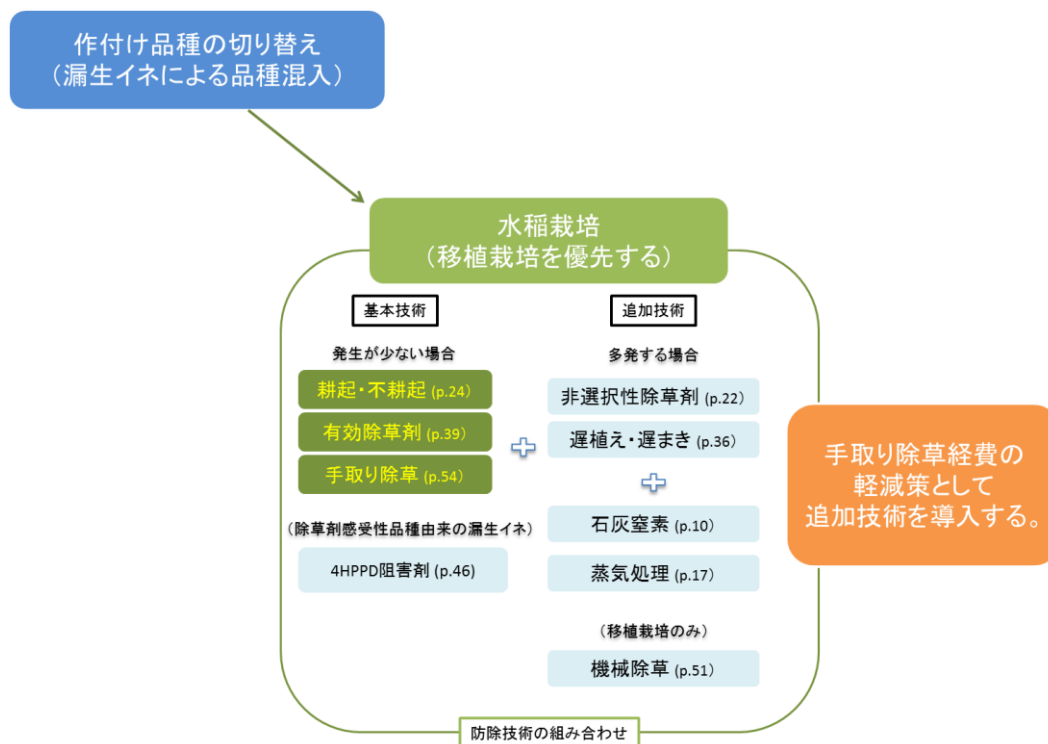 作付け品種の切り替え
（漏生イネによる品種混入）
水稲栽培
（移植栽培を優先する）
基本技術
発生が少ない場合
耕起・不耕起 (p.24)
有効除草剤 (p.39)
手取り除草 (p.54)
（除草剤感受性品種由来の漏生イネ）
4HPPD阻害剤 (p.46)
追加技術
多発する場合
非選択性除草剤 (p.22)
遅植え・遅まき (p.36)
石灰窒素 (p.10)
蒸気処理 (p.17)
（移植栽培のみ）
機械除草 (p.51)
手取り除草経費の
軽減策として
追加技術を導入する。
防除技術の組み合わせ